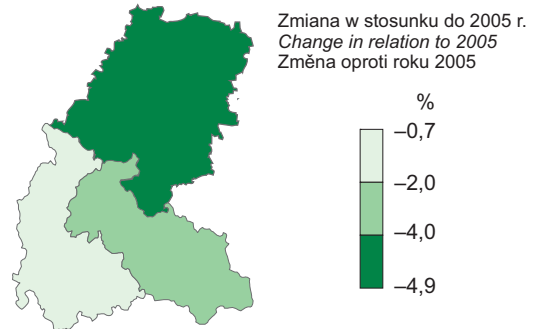 Zmiana w stosunku do 2005 r.
Change in relation to 2005
Změna oproti roku 2005
%
–0,7
–2,0
–4,0
–4,9